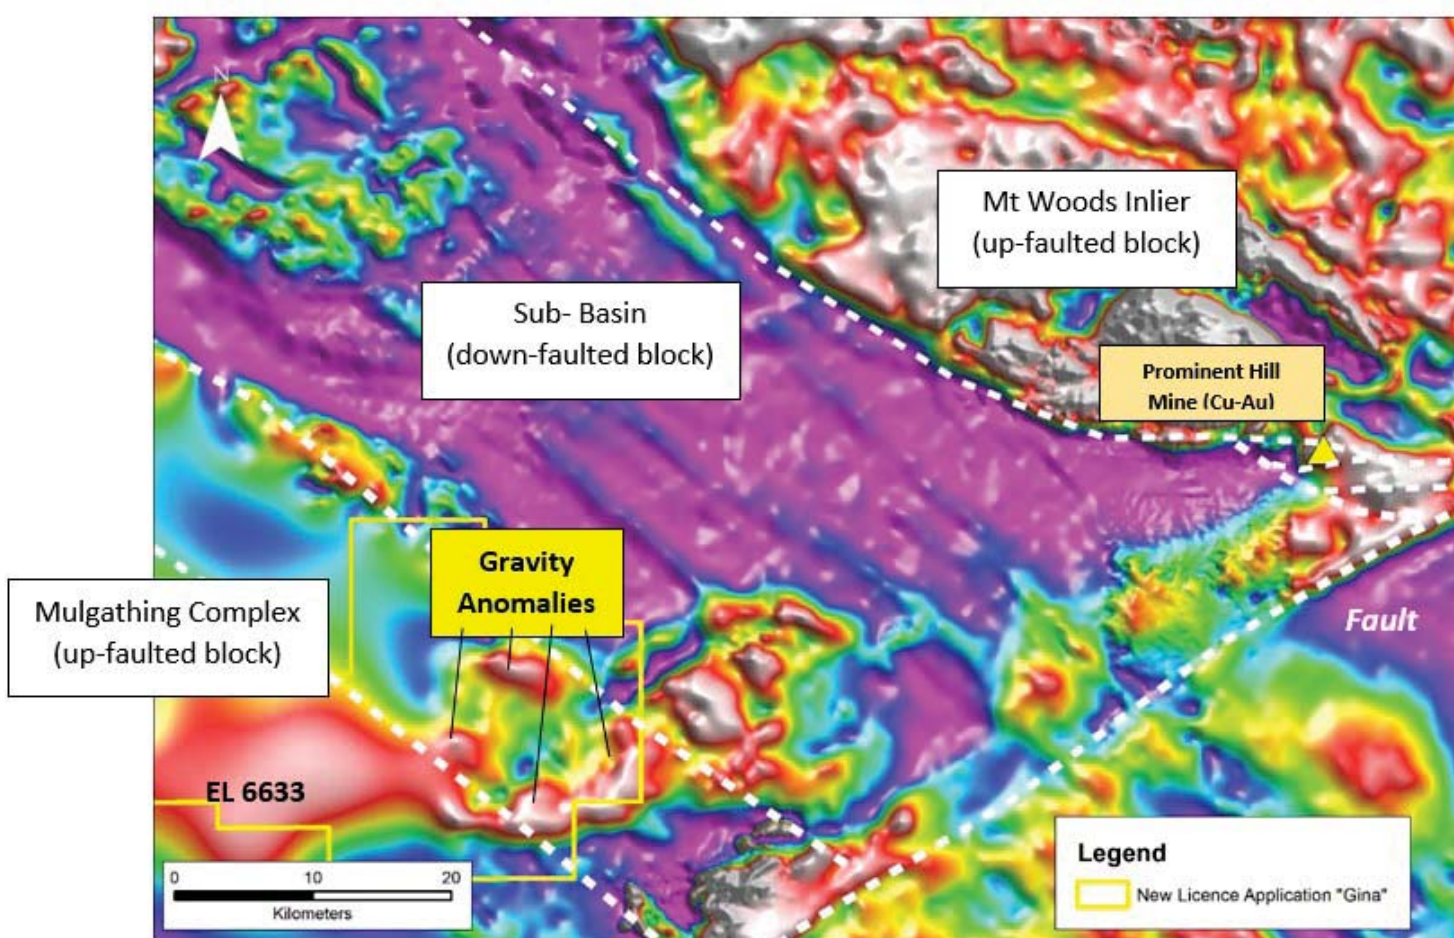 N
Mt Woods Inlier
(up-faulted block)
Sub- Basin
(down-faulted block)
Prominent Hill
Mine (Cu-Au)
Gravity
Anomalies
Mulgathing Complex
(up-faulted block)
Fault
EL 6633
0 10 20
Kilometers
Legend
New Licence Application "Gina"